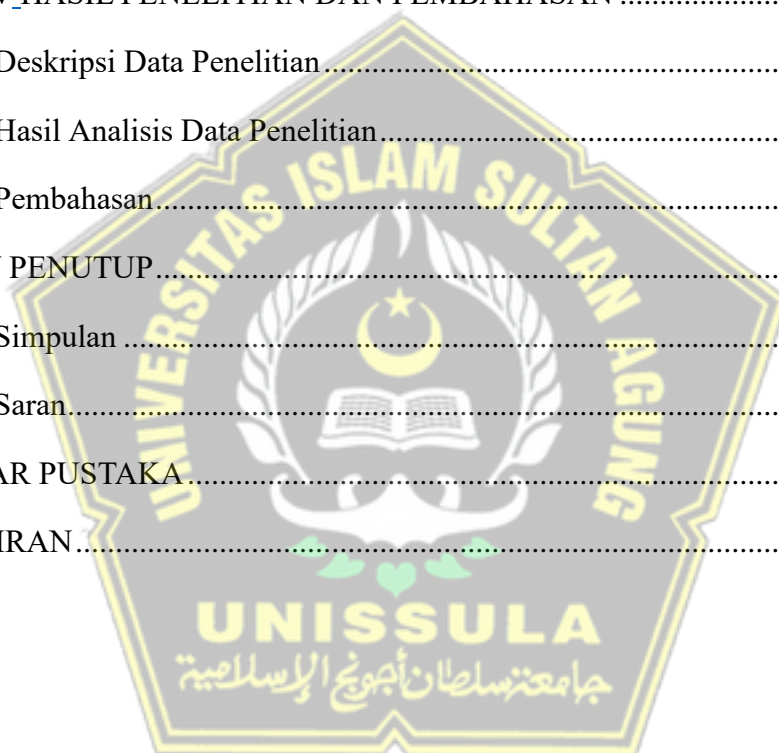 HASIL PENELITIAN DAN PEMBAHASAN ....................
Deskripsi Data Penelitian ....................
Hasil Analisis Data Penelitian ....................
Pembahasan ....................
PENUTUP ....................
Simpulan ....................
Saran ....................
AR PUSTAKA ....................
IRAN ....................
UNIVERSITAS ISLAM SULTAN AGUNG
UNISSULA
جامعة سلطان أجونج الإسلامية